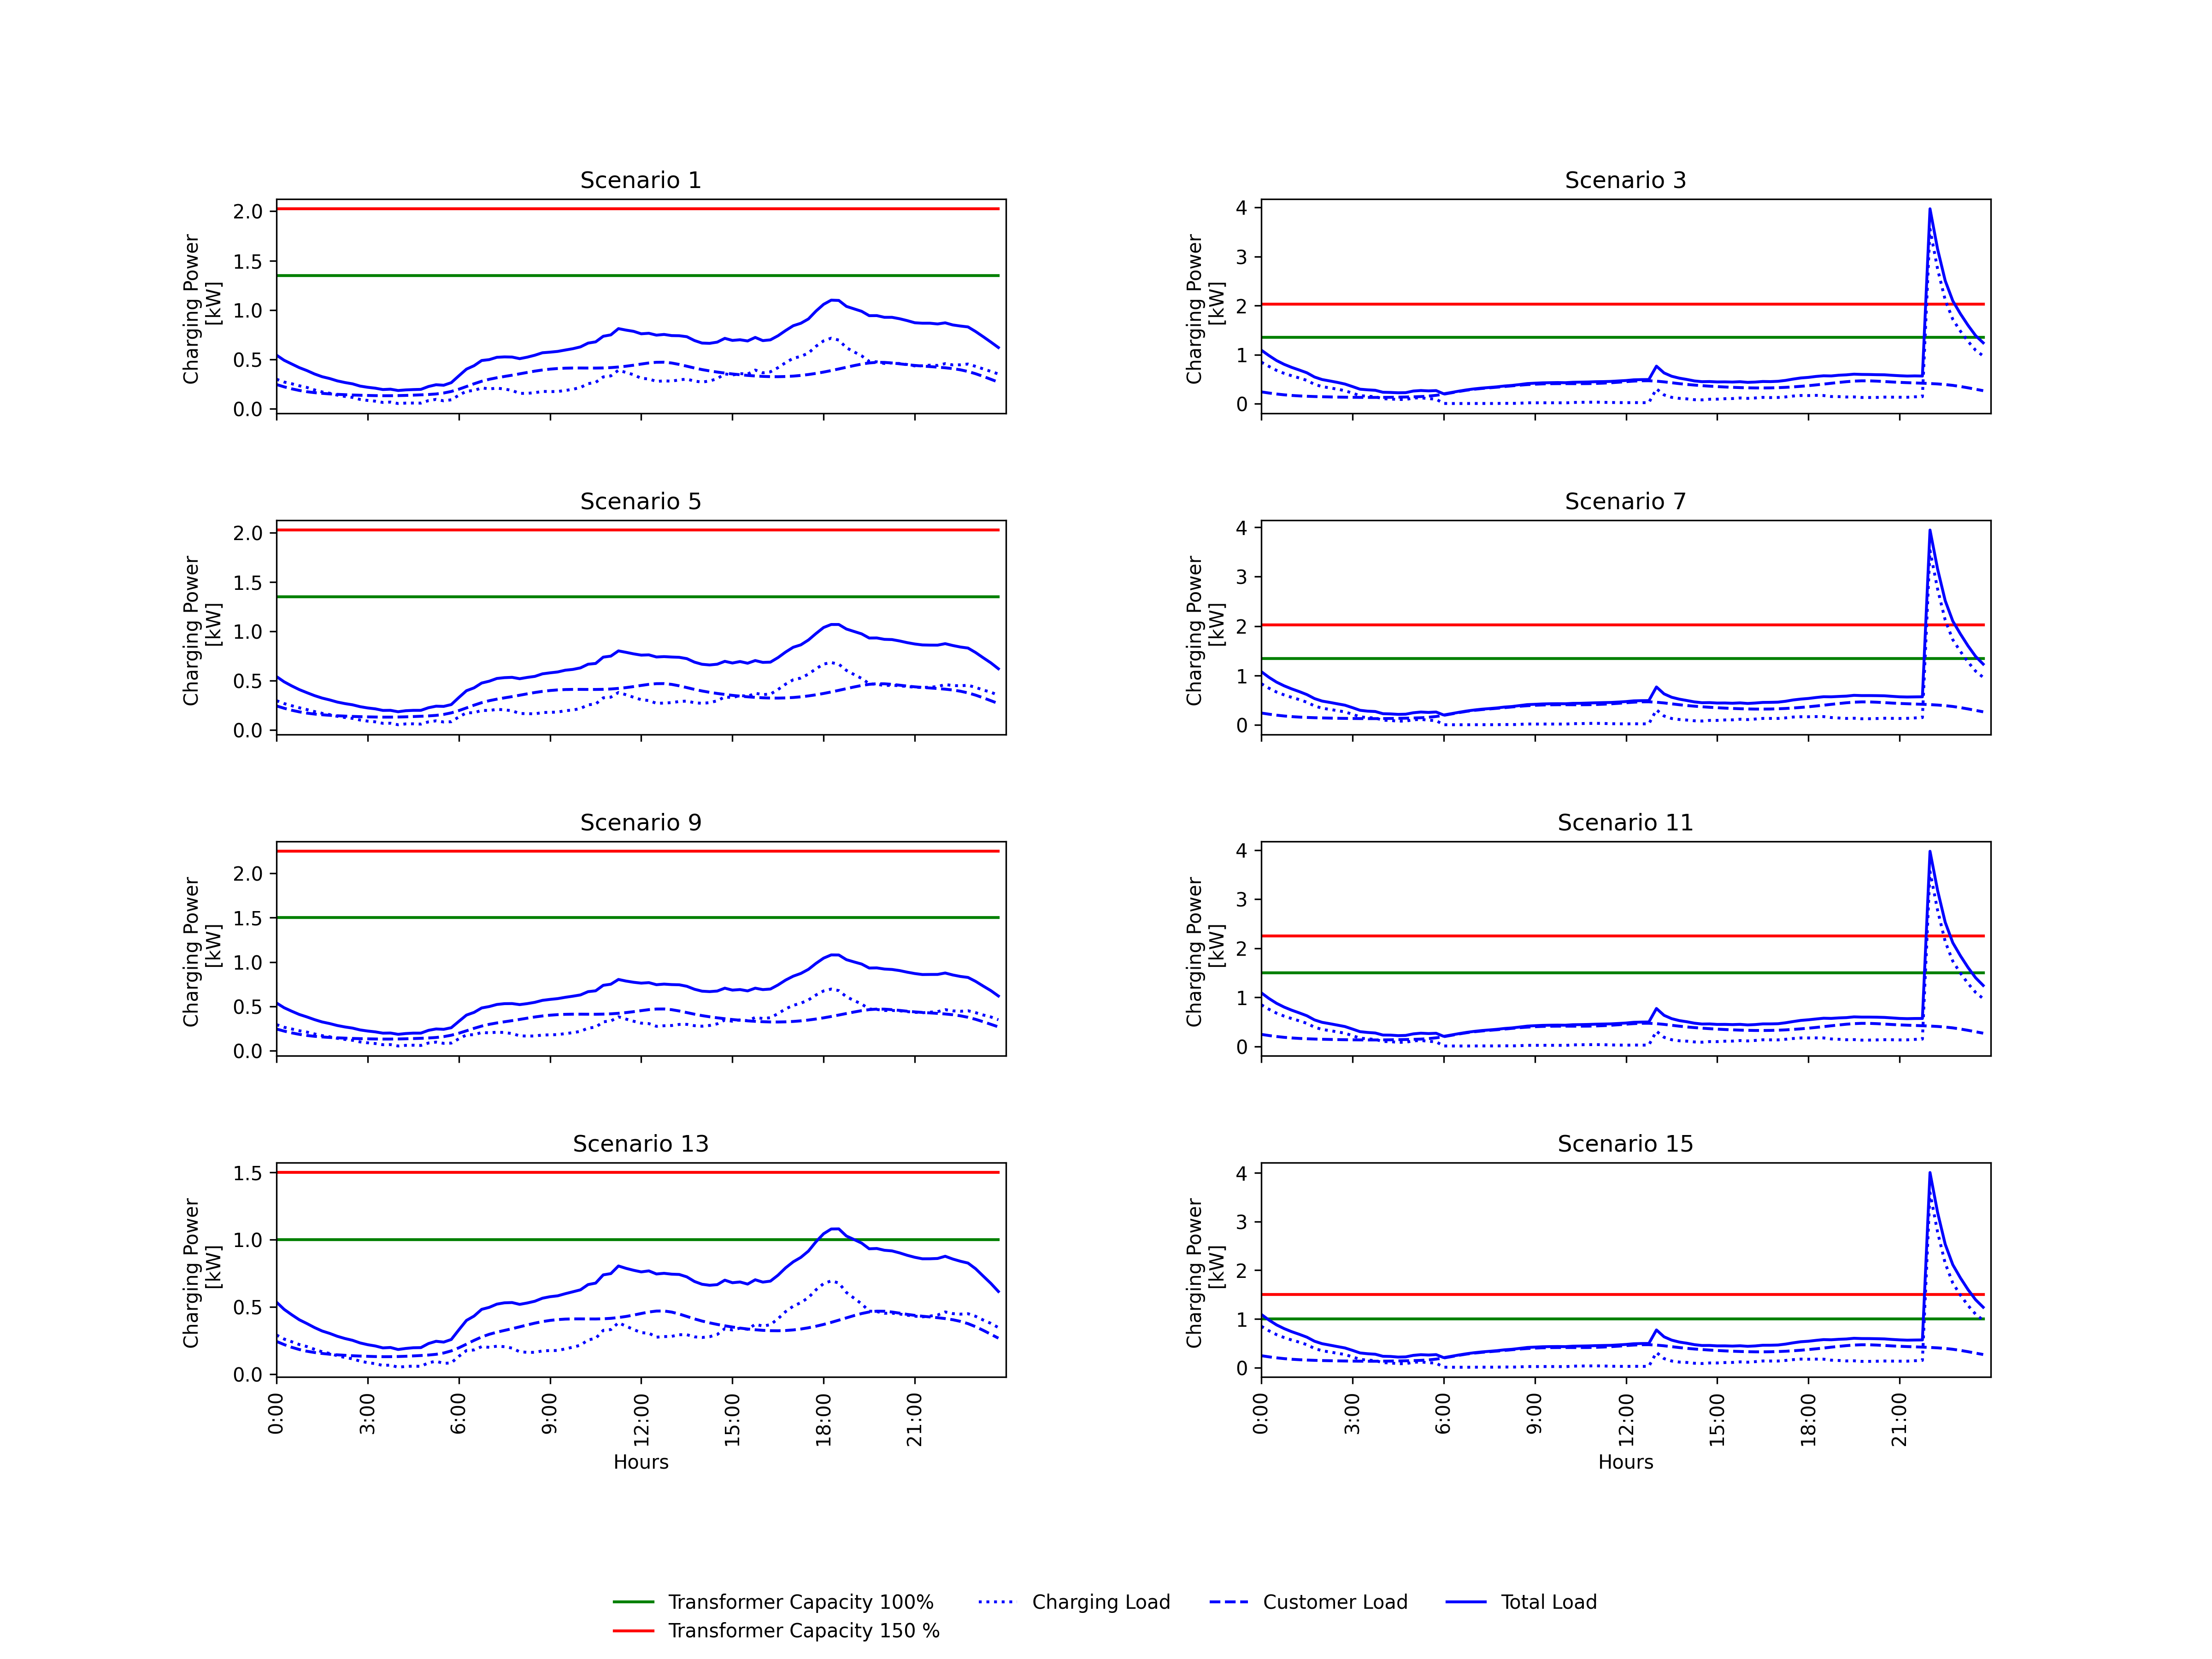 Scenario 1
Charging Power
[kW]
2.0
1.5
1.0
0.5
0.0
Scenario 3
Charging Power
[kW]
4
3
2
1
0
Scenario 5
Charging Power
[kW]
2.0
1.5
1.0
0.5
0.0
Scenario 7
Charging Power
[kW]
4
3
2
1
0
Scenario 9
Charging Power
[kW]
2.0
1.5
1.0
0.5
0.0
Scenario 11
Charging Power
[kW]
4
3
2
1
0
Scenario 13
Charging Power
[kW]
1.5
1.0
0.5
0.0
0:00 3:00 6:00 9:00 12:00 15:00 18:00 21:00
Hours
Scenario 15
Charging Power
[kW]
4
3
2
1
0
0:00 3:00 6:00 9:00 12:00 15:00 18:00 21:00
Hours
Transformer Capacity 100% Charging Load Customer Load Total Load
Transformer Capacity 150 %